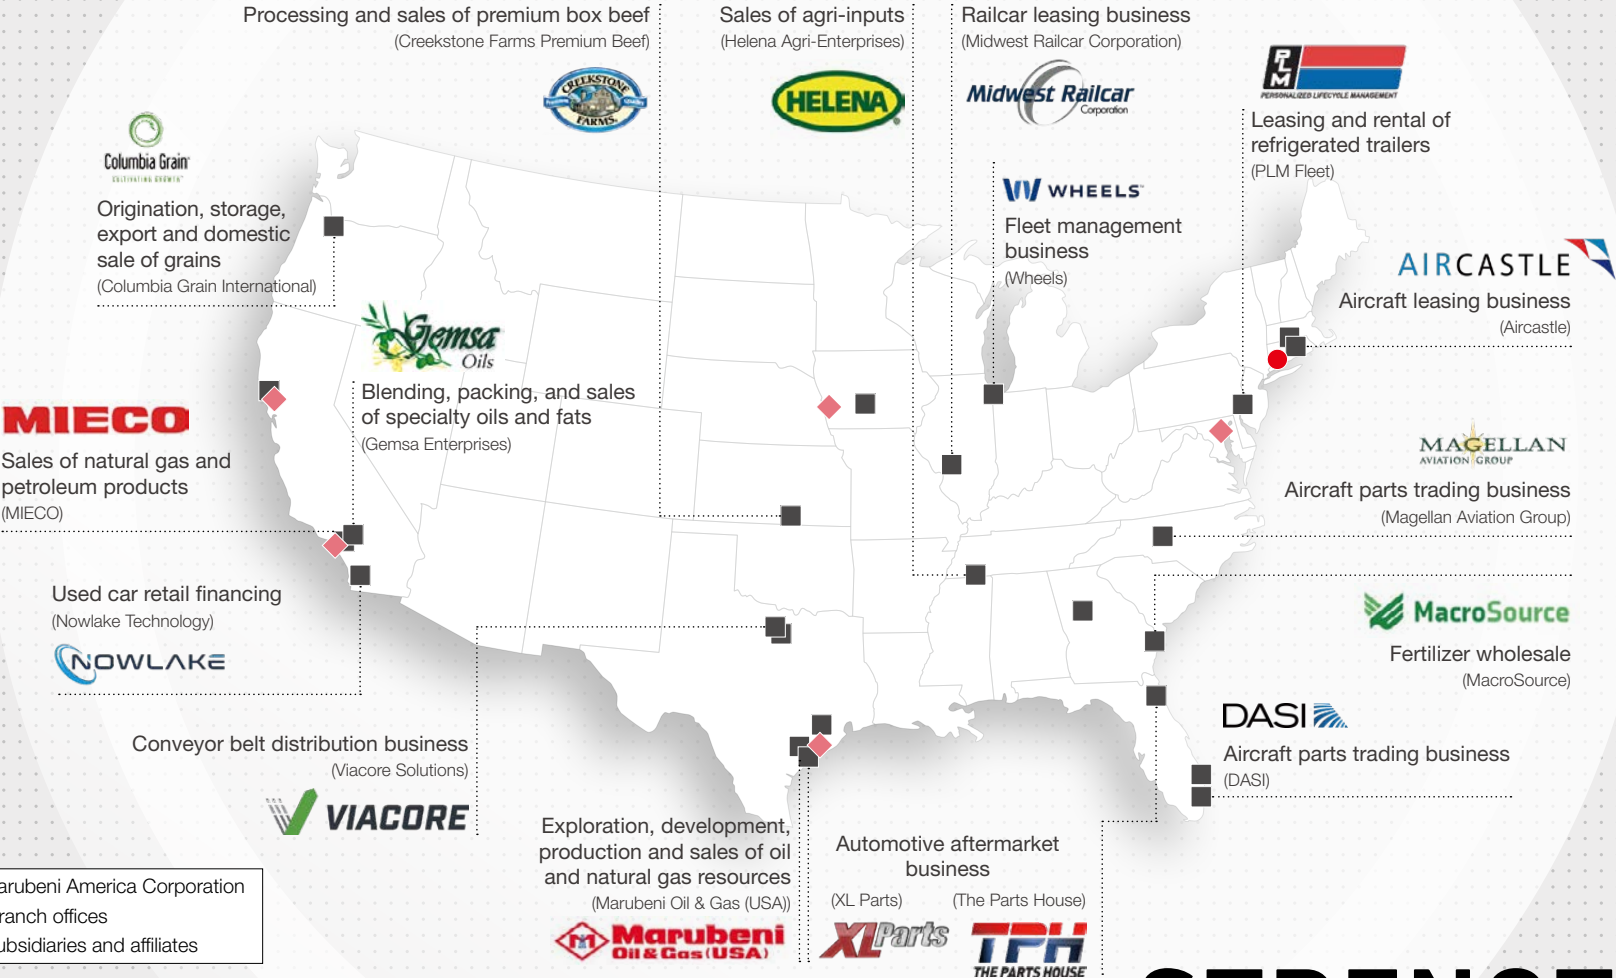 Processing and sales of premium box beef
(Creekstone Farms Premium Beef)
CREEKSTONE
FARMS
Sales of agri-inputs
(Helena Agri-Enterprises)
HELENA
Railcar leasing business
(Midwest Railcar Corporation)
Midwest Railcar
Corporation
PLM
PERSONALIZED LIFECYCLE MANAGEMENT
Leasing and rental of
refrigerated trailers
(PLM Fleet)
Columbia Grain
CULTIVATING GROWTH
Origination, storage,
export and domestic
sale of grains
(Columbia Grain International)
WHEELS
Fleet management
business
(Wheels)
AIRCASTLE
Aircraft leasing business
(Aircastle)
Gemsa
Oils
Blending, packing, and sales
of specialty oils and fats
(Gemsa Enterprises)
MIECO
Sales of natural gas and
petroleum products
(MIECO)
MAGELLAN
AVIATION GROUP
Aircraft parts trading business
(Magellan Aviation Group)
Used car retail financing
(Nowlake Technology)
NOWLAKE
MacroSource
Fertilizer wholesale
(MacroSource)
DASI
Aircraft parts trading business
(DASI)
Conveyor belt distribution business
(Viacore Solutions)
VIACORE
Exploration, development,
production and sales of oil
and natural gas resources
(Marubeni Oil & Gas (USA))
Marubeni
Oil & Gas (USA)
Automotive aftermarket
business
(XL Parts) (The Parts House)
XLParts
TPH
THE PARTS HOUSE
arubeni America Corporation
ranch offices
ubsidiaries and affiliates